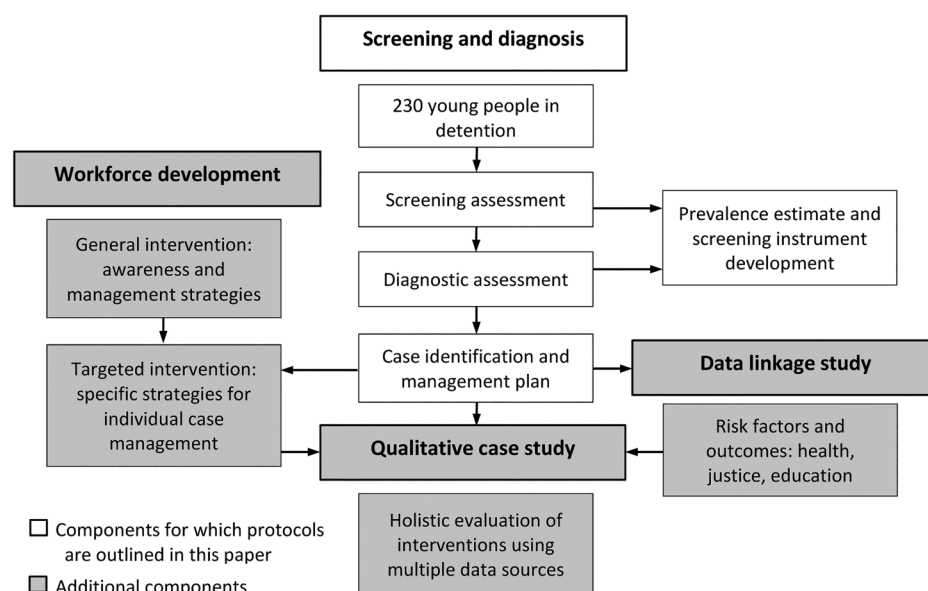 Screening and diagnosis
230 young people in
detention
Workforce development
Screening assessment
Prevalence estimate and
screening instrument
development
General intervention:
awareness and
management strategies
Diagnostic assessment
Case identification and
management plan
Data linkage study
Targeted intervention:
specific strategies for
individual case
management
Risk factors and
outcomes: health,
justice, education
Qualitative case study
Holistic evaluation of
interventions using
multiple data sources
Components for which protocols
are outlined in this paper
Additional components